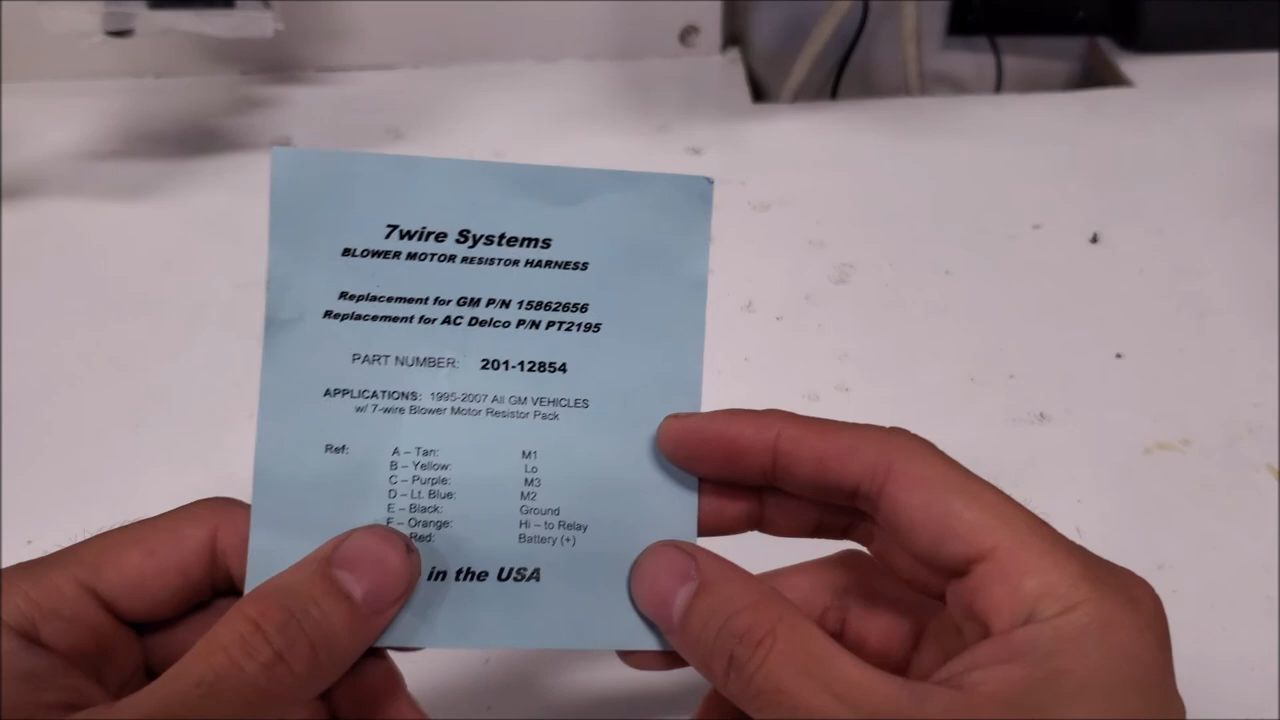 7wire Systems
BLOWER MOTOR RESISTOR HARNESS
Replacement for GM P/N 15862656
Replacement for AC Delco P/N PT2195
PART NUMBER: 201-12854
APPLICATIONS: 1995-2007 All GM VEHICLES
w/ 7-wire Blower Motor Resistor Pack
Ref: A – Tan: M1
B – Yellow: Lo
C – Purple: M3
D – Lt. Blue: M2
E – Black: Ground
F – Orange: Hi – to Relay
Red: Battery (+)
in the USA